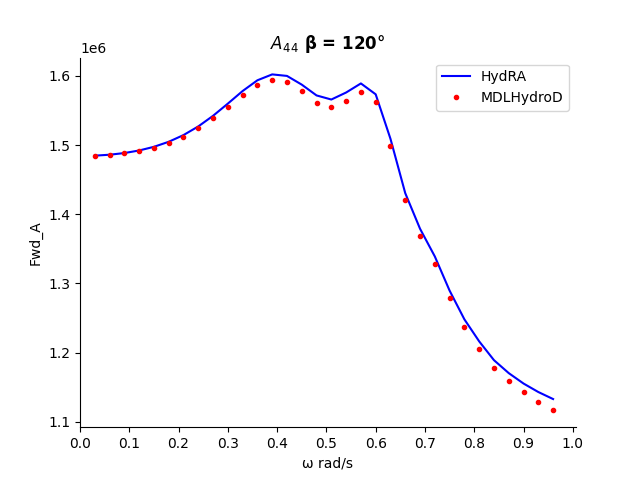 A₄₄ β = 120°
1e6
HydRA
MDLHydroD
1.6
1.5
1.4
1.3
1.2
1.1
Fwd_A
0.0 0.1 0.2 0.3 0.4 0.5 0.6 0.7 0.8 0.9 1.0
ω rad/s